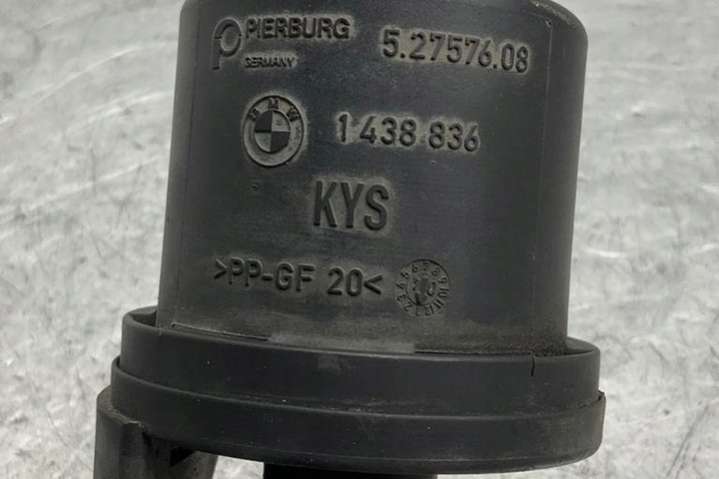 PIERBURG
GERMANY
5.27576.08
BMW
1 438 836
KYS
>PP-GF 20<